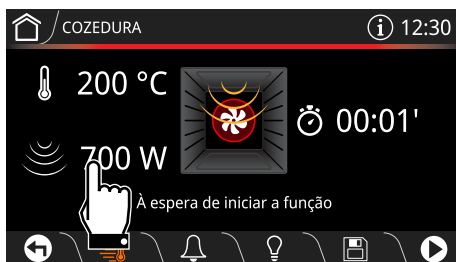 COZEDURA
i 12:30
200 °C
00:01'
700 W
À espera de iniciar a função